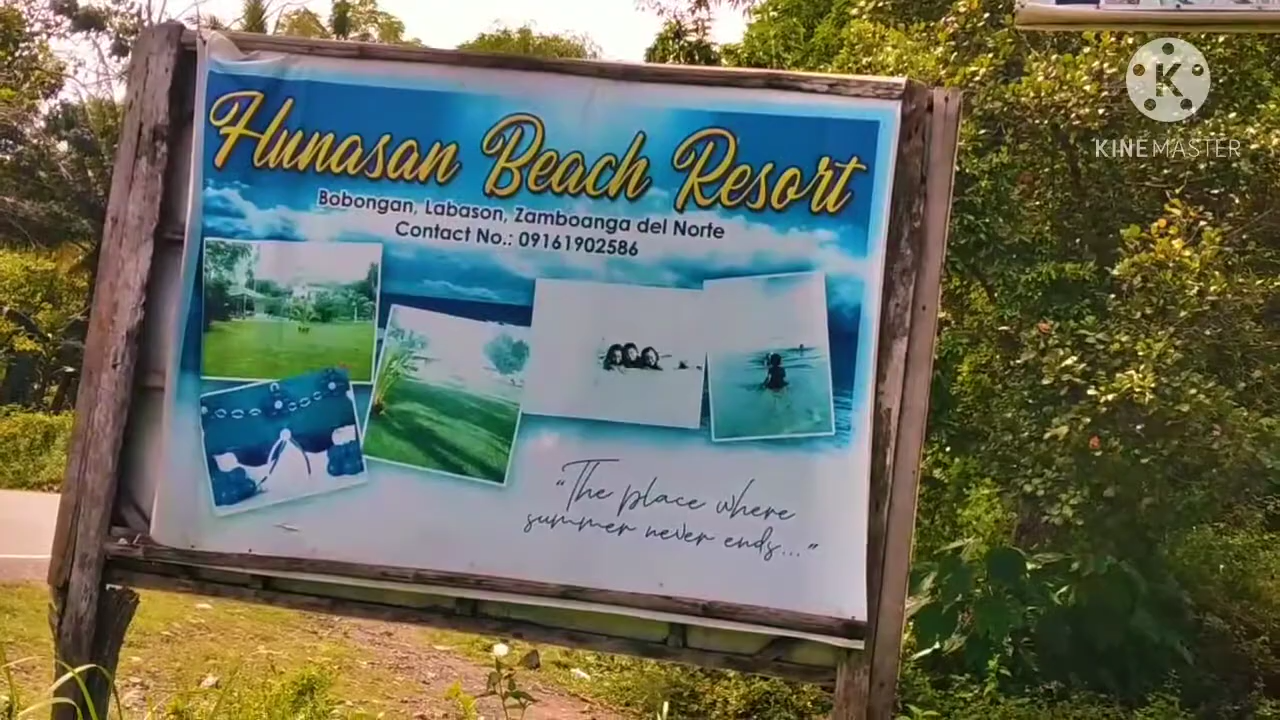 Hunasan Beach Resort
Bobongan, Labason, Zamboanga del Norte
Contact No.: 09161902586
"The place where
summer never ends..."
K
KINEMASTER